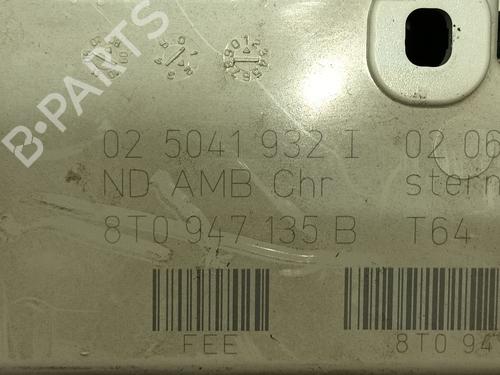 B-PARTS
02 5041 932 I 02 06
ND AMB Chr stern
8T0 947 135 B T64
FEE 8T0 94